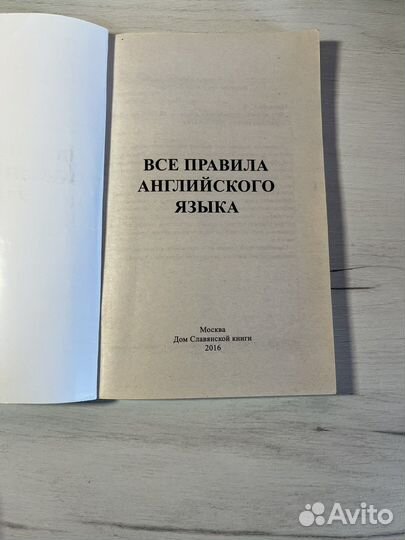 ВСЕ ПРАВИЛА
АНГЛИЙСКОГО
ЯЗЫКА
Москва
Дом Славянской книги
2016
Avito